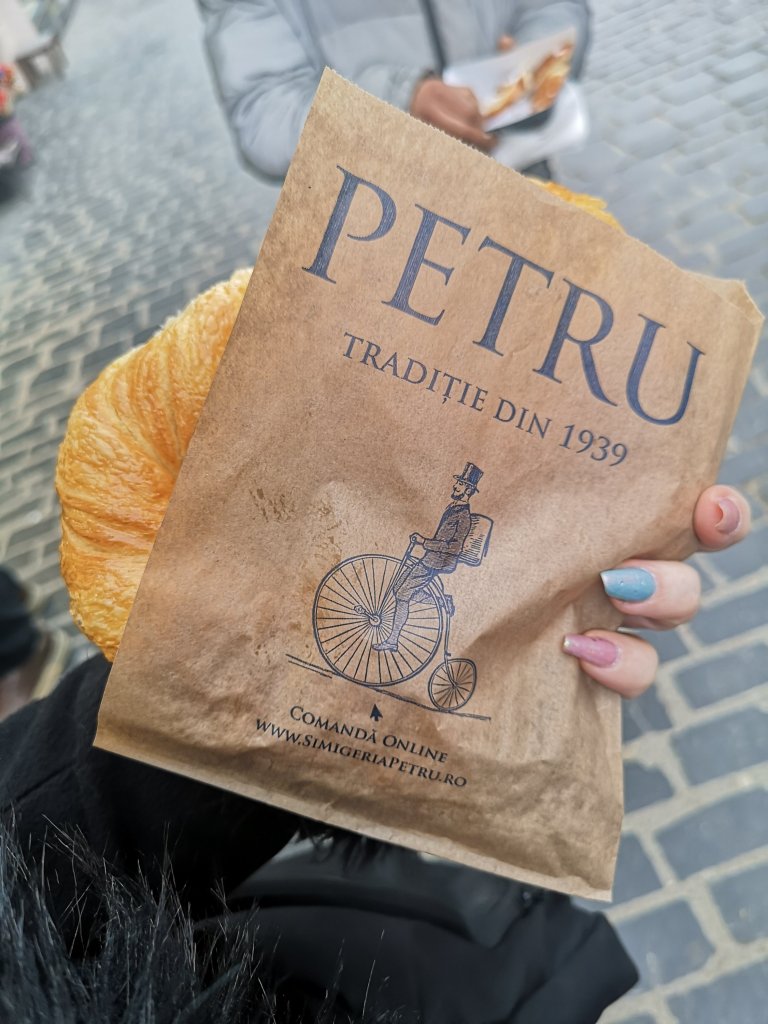 PETRU
TRADIȚIE DIN 1939
COMANDĂ ONLINE
WWW.SIMIGERIAPETRU.RO